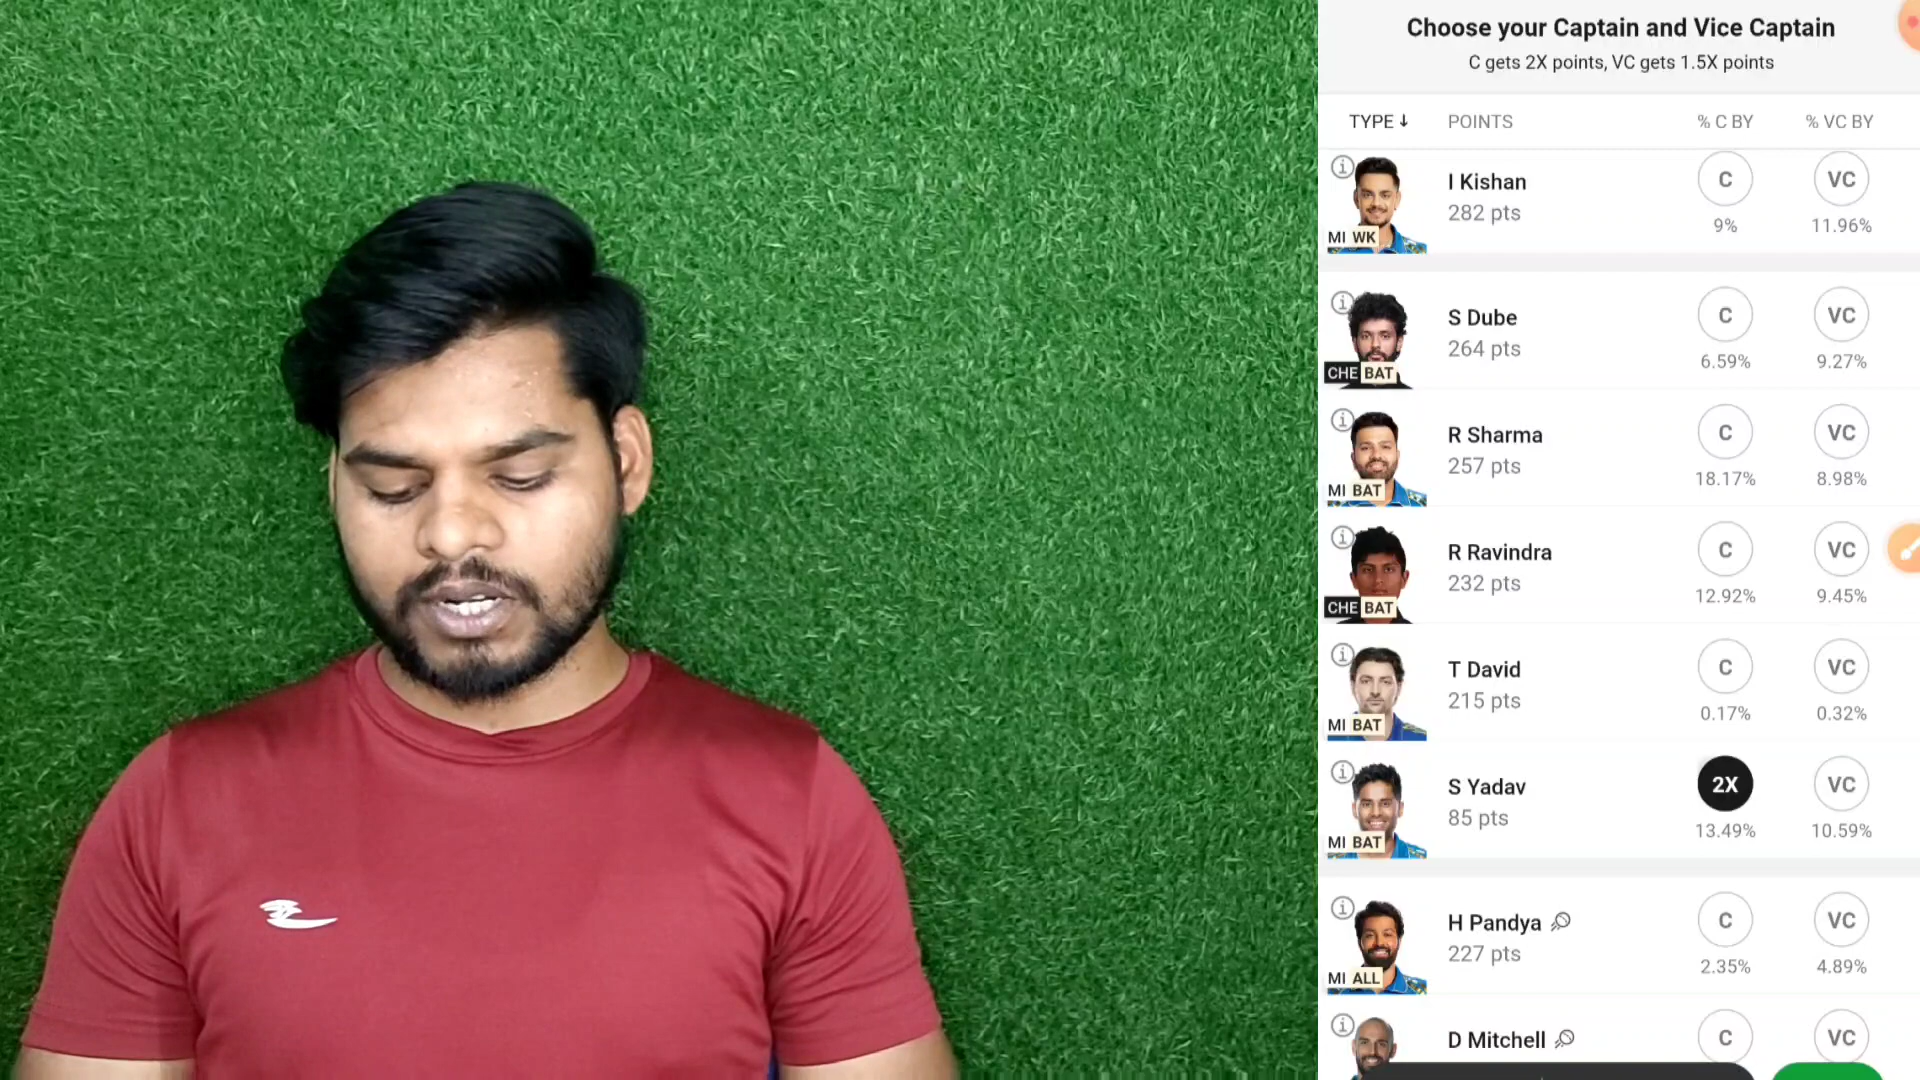 Choose your Captain and Vice Captain
C gets 2X points, VC gets 1.5X points
TYPE ↓ POINTS % C BY % VC BY
I Kishan C VC
282 pts 9% 11.96%
MI WK
S Dube C VC
264 pts 6.59% 9.27%
CHE BAT
R Sharma C VC
257 pts 18.17% 8.98%
MI BAT
R Ravindra C VC
232 pts 12.92% 9.45%
CHE BAT
T David C VC
215 pts 0.17% 0.32%
MI BAT
S Yadav 2X VC
85 pts 13.49% 10.59%
MI BAT
H Pandya C VC
227 pts 2.35% 4.89%
MI ALL
D Mitchell C VC